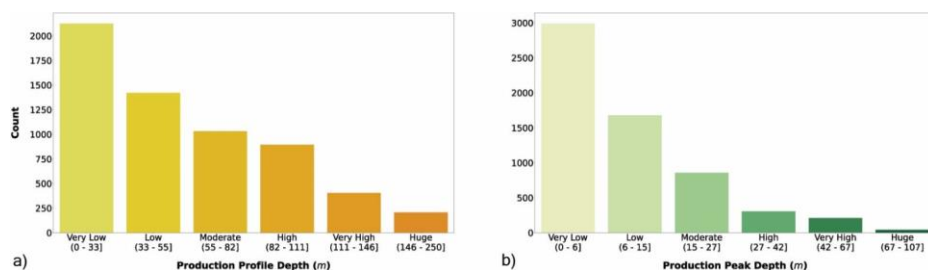 2000
1750
1500
1250
1000
750
500
250
0
Count
Very Low Low Moderate High Very High Huge
(0 - 33] (33 - 55] (55 - 82] (82 - 111] (111 - 146] (146 - 250]
a) Production Profile Depth (m)
3000
2500
2000
1500
1000
500
0
Very Low Low Moderate High Very High Huge
(0 - 6] (6 - 15] (15 - 27] (27 - 42] (42 - 67] (67 - 107]
b) Production Peak Depth (m)